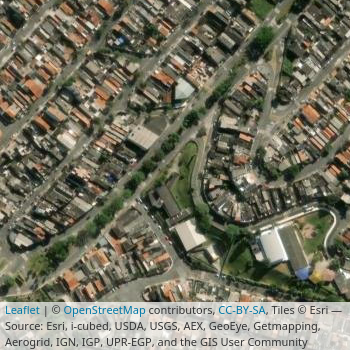 Leaflet | © OpenStreetMap contributors, CC-BY-SA, Tiles © Esri —
Source: Esri, i-cubed, USDA, USGS, AEX, GeoEye, Getmapping,
Aerogrid, IGN, IGP, UPR-EGP, and the GIS User Community